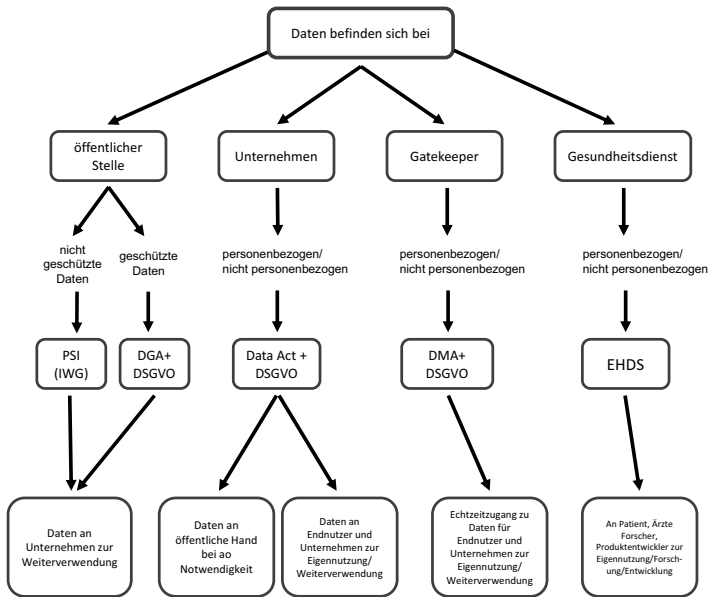 Daten befinden sich bei
öffentlicher
Stelle
Unternehmen
Gatekeeper
Gesundheitsdienst
nicht
geschützte
Daten
geschützte
Daten
personenbezogen/
nicht personenbezogen
personenbezogen/
nicht personenbezogen
personenbezogen/
nicht personenbezogen
PSI
(IWG)
DGA+
DSGVO
Data Act +
DSGVO
DMA+
DSGVO
EHDS
Daten an
Unternehmen zur
Weiterverwendung
Daten an
öffentliche Hand
bei ao
Notwendigkeit
Daten an
Endnutzer und
Unternehmen zur
Eigennutzung/
Weiterverwendung
Echtzeitzugang zu
Daten für
Endnutzer und
Unternehmen zur
Eigennutzung/
Weiterverwendung
An Patient, Ärzte
Forscher,
Produktentwickler zur
Eigennutzung/Forsch-
ung/Entwicklung